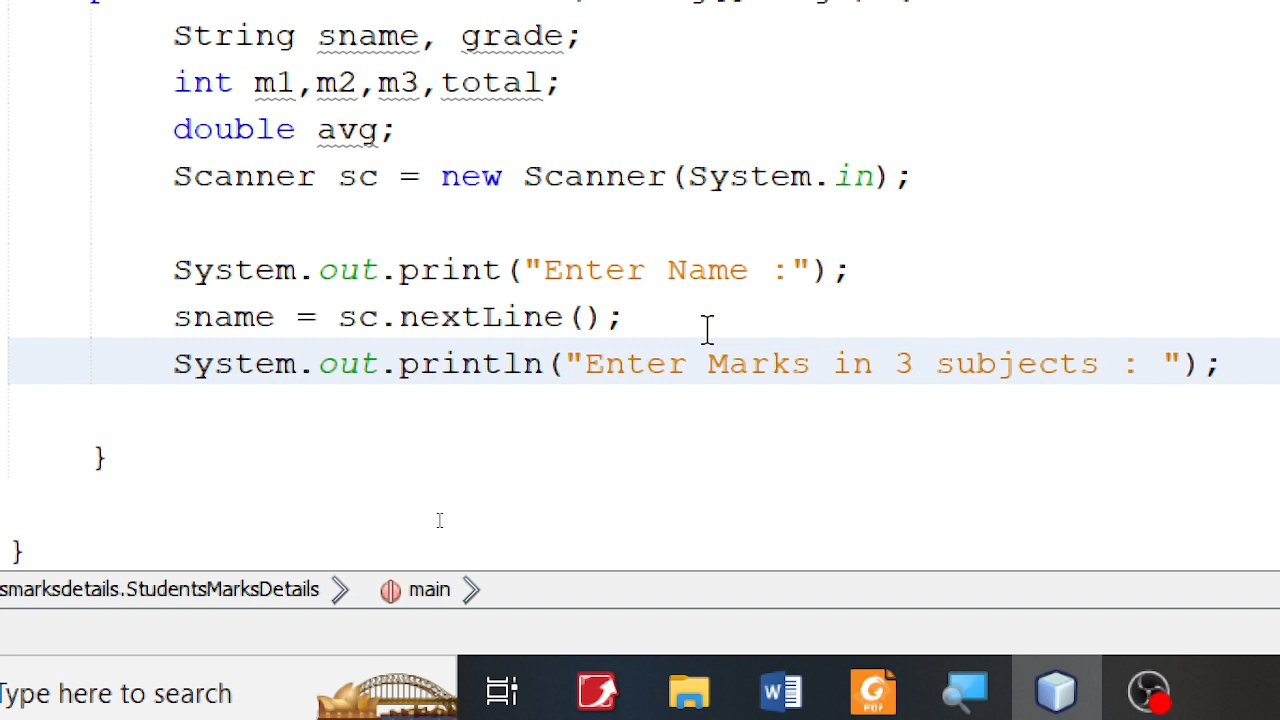 String sname, grade;
int m1,m2,m3,total;
double avg;
Scanner sc = new Scanner(System.in);
System.out.print("Enter Name :");
sname = sc.nextLine();
System.out.println("Enter Marks in 3 subjects : ");
}
}
smarksdetails.StudentsMarksDetails
main
Type here to search
W
G
PDF